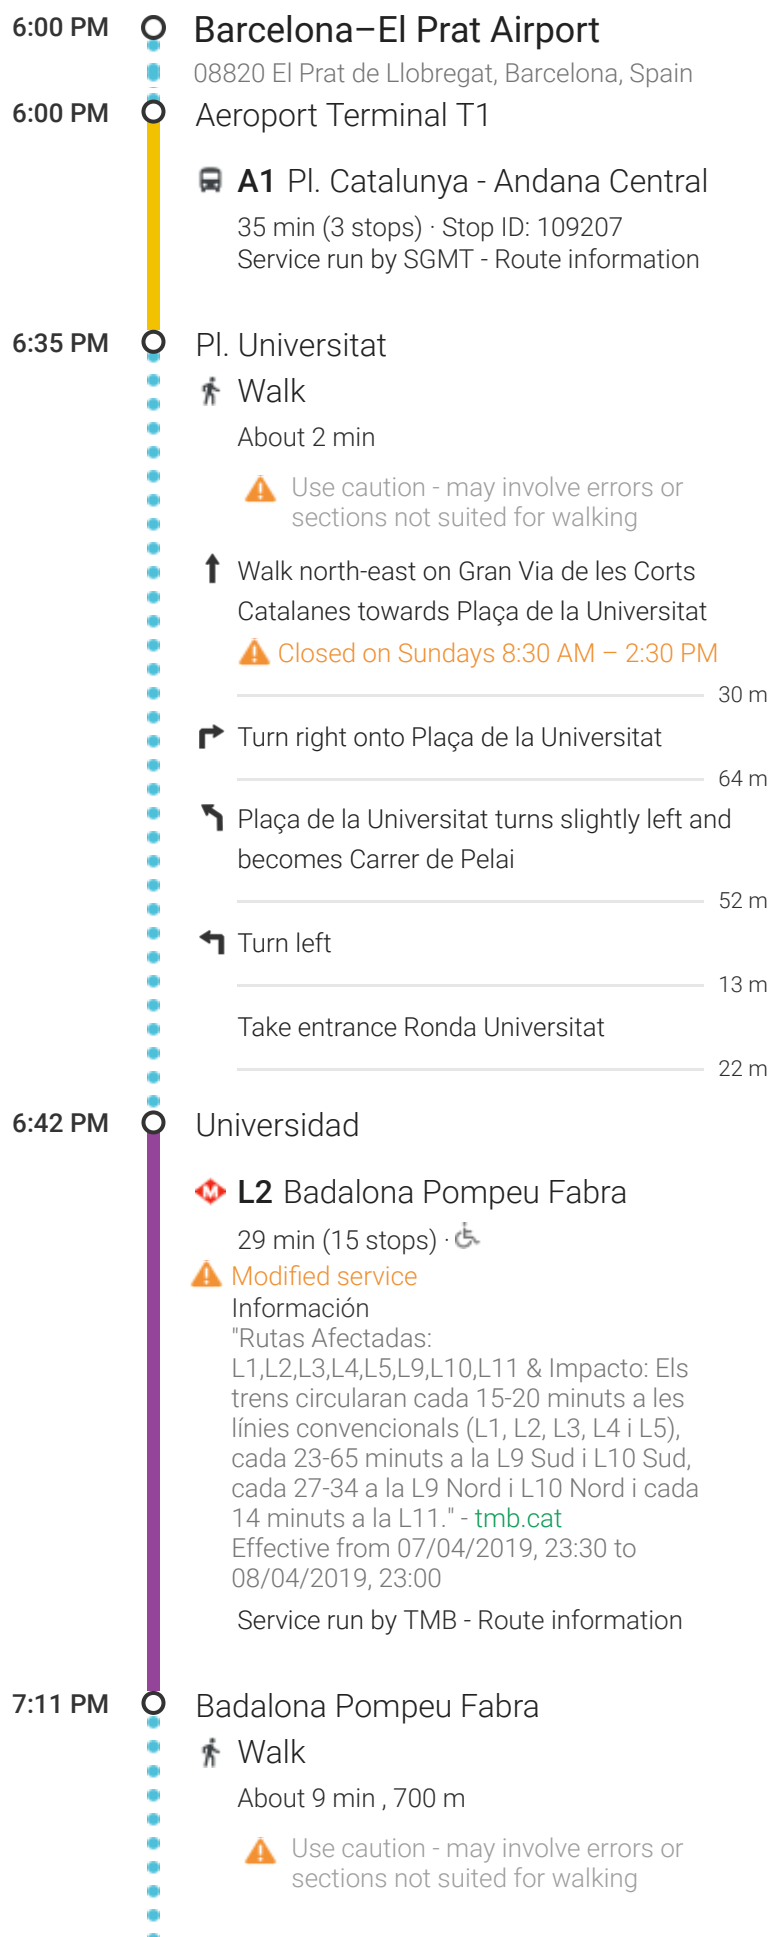 6:00 PM Barcelona–El Prat Airport
08820 El Prat de Llobregat, Barcelona, Spain
6:00 PM Aeroport Terminal T1
A1 Pl. Catalunya - Andana Central
35 min (3 stops) · Stop ID: 109207
Service run by SGMT - Route information
6:35 PM Pl. Universitat
Walk
About 2 min
Use caution - may involve errors or
sections not suited for walking
Walk north-east on Gran Via de les Corts
Catalanes towards Plaça de la Universitat
Closed on Sundays 8:30 AM – 2:30 PM
30 m
Turn right onto Plaça de la Universitat
64 m
Plaça de la Universitat turns slightly left and
becomes Carrer de Pelai
52 m
Turn left
13 m
Take entrance Ronda Universitat
22 m
6:42 PM Universidad
M L2 Badalona Pompeu Fabra
29 min (15 stops) ·
Modified service
Información
"Rutas Afectadas:
L1,L2,L3,L4,L5,L9,L10,L11 & Impacto: Els
trens circularan cada 15-20 minuts a les
línies convencionals (L1, L2, L3, L4 i L5),
cada 23-65 minuts a la L9 Sud i L10 Sud,
cada 27-34 a la L9 Nord i L10 Nord i cada
14 minuts a la L11." - tmb.cat
Effective from 07/04/2019, 23:30 to
08/04/2019, 23:00
Service run by TMB - Route information
7:11 PM Badalona Pompeu Fabra
Walk
About 9 min , 700 m
Use caution - may involve errors or
sections not suited for walking